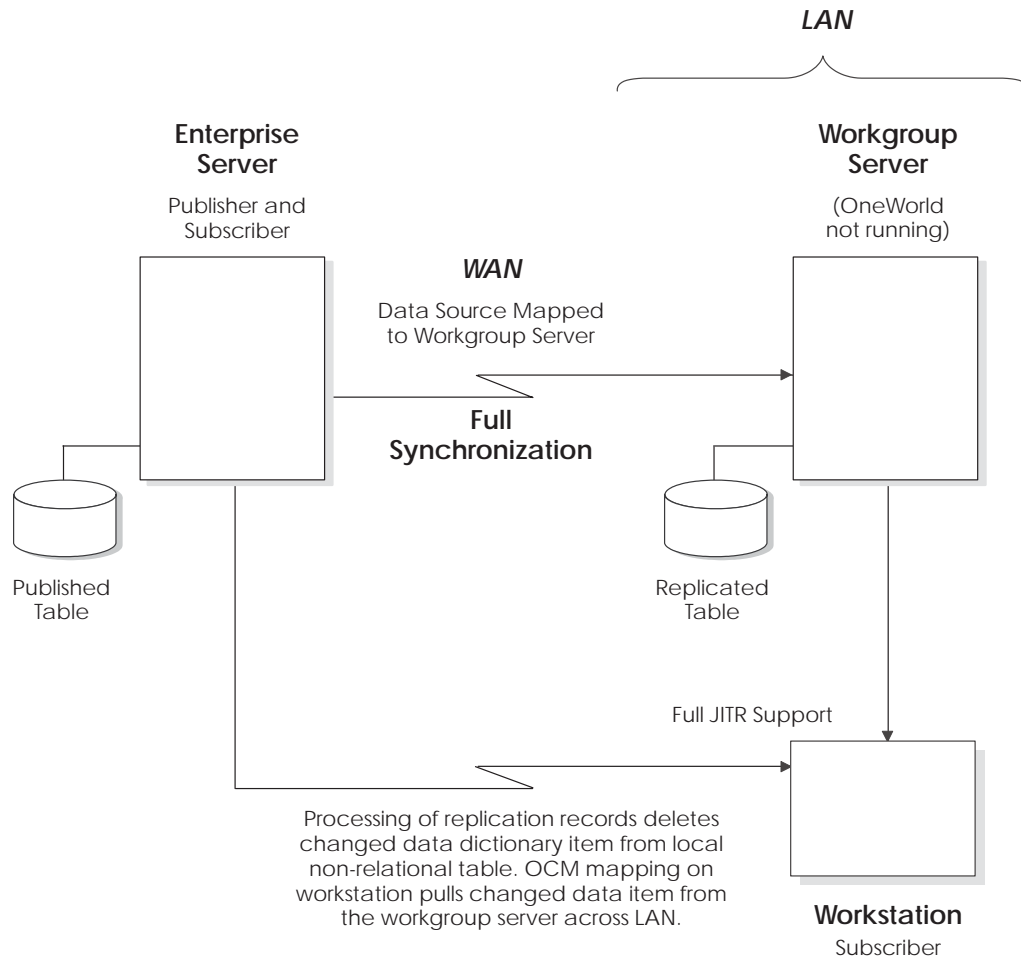 LAN
Enterprise
Server
Publisher and
Subscriber
Workgroup
Server
(OneWorld
not running)
WAN
Data Source Mapped
to Workgroup Server
Full
Synchronization
Published
Table
Replicated
Table
Full JITR Support
Processing of replication records deletes
changed data dictionary item from local
non-relational table. OCM mapping on
workstation pulls changed data item from
the workgroup server across LAN.
Workstation
Subscriber